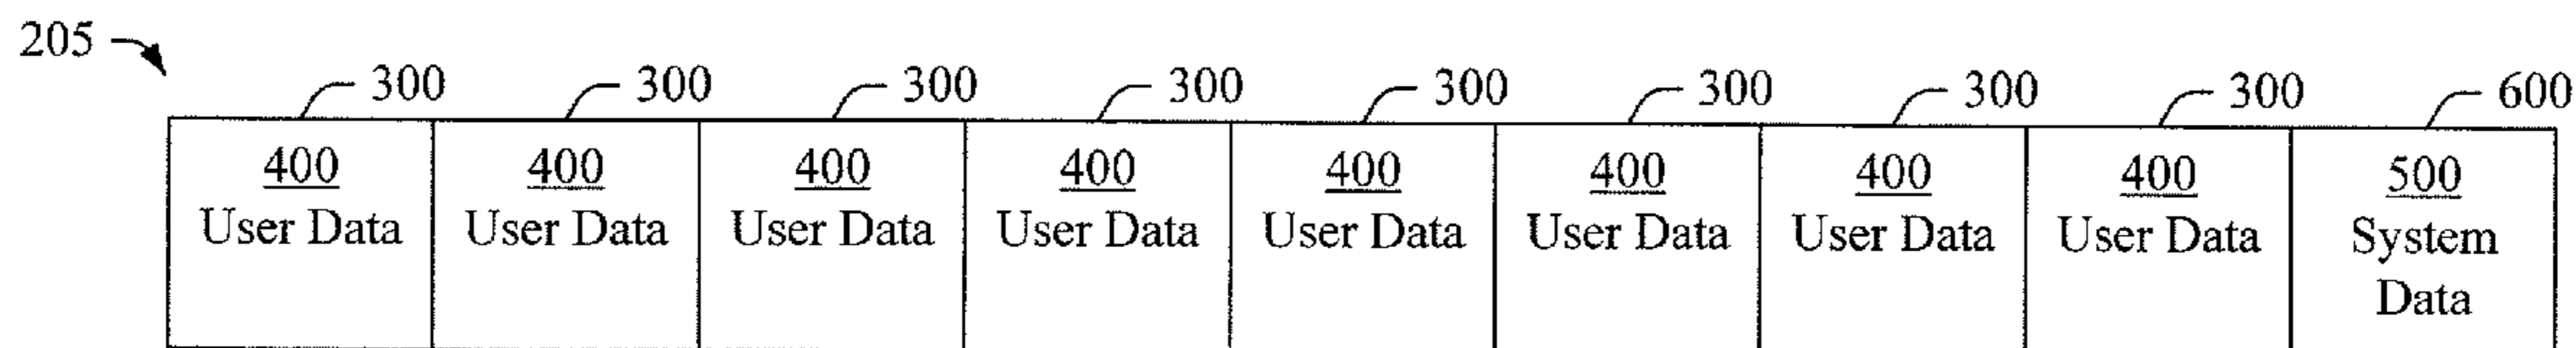 205
300 300 300 300 300 300 300 300 600
400 400 400 400 400 400 400 400 500
User Data User Data User Data User Data User Data User Data User Data User Data System
Data